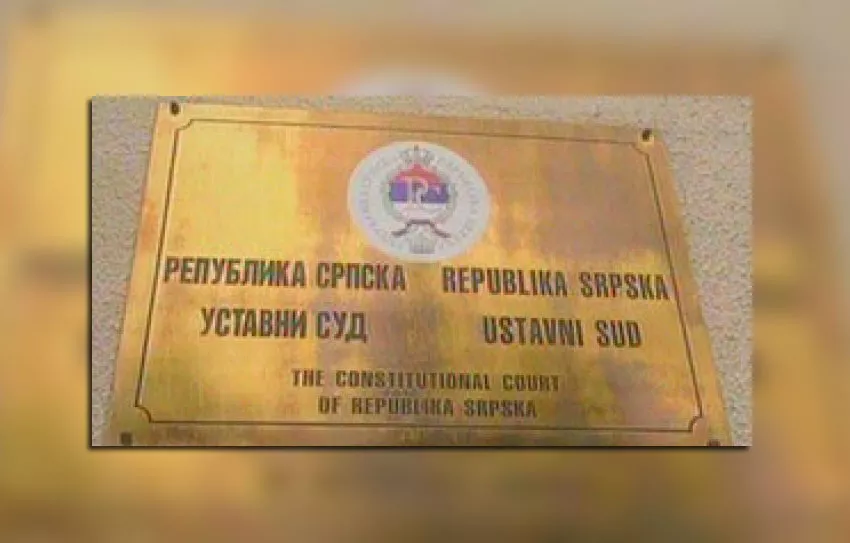 РЕПУБЛИКА СРПСКА REPUBLIKA SRPSKA
УСТАВНИ СУД USTAVNI SUD
THE CONSTITUTIONAL COURT
OF REPUBLIKA SRPSKA